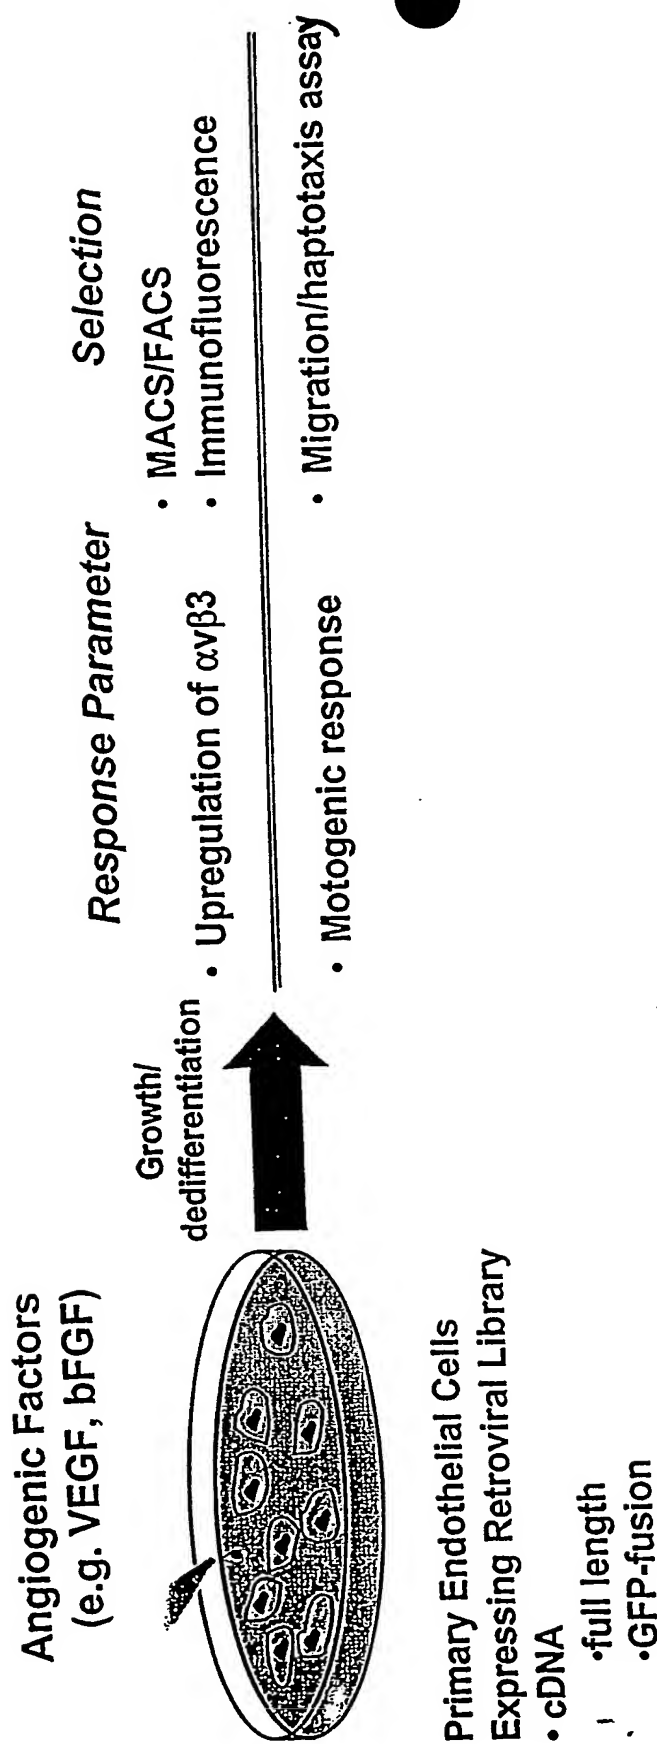 Angiogenic Factors
(e.g. VEGF, bFGF)
Growth/
dedifferentiation
Response Parameter
Selection
• Upregulation of αvβ3
• MACS/FACS
• Immunofluorescence
• Motogenic response
• Migration/haptotaxis assay
Primary Endothelial Cells
Expressing Retroviral Library
• cDNA
•full length
•GFP-fusion